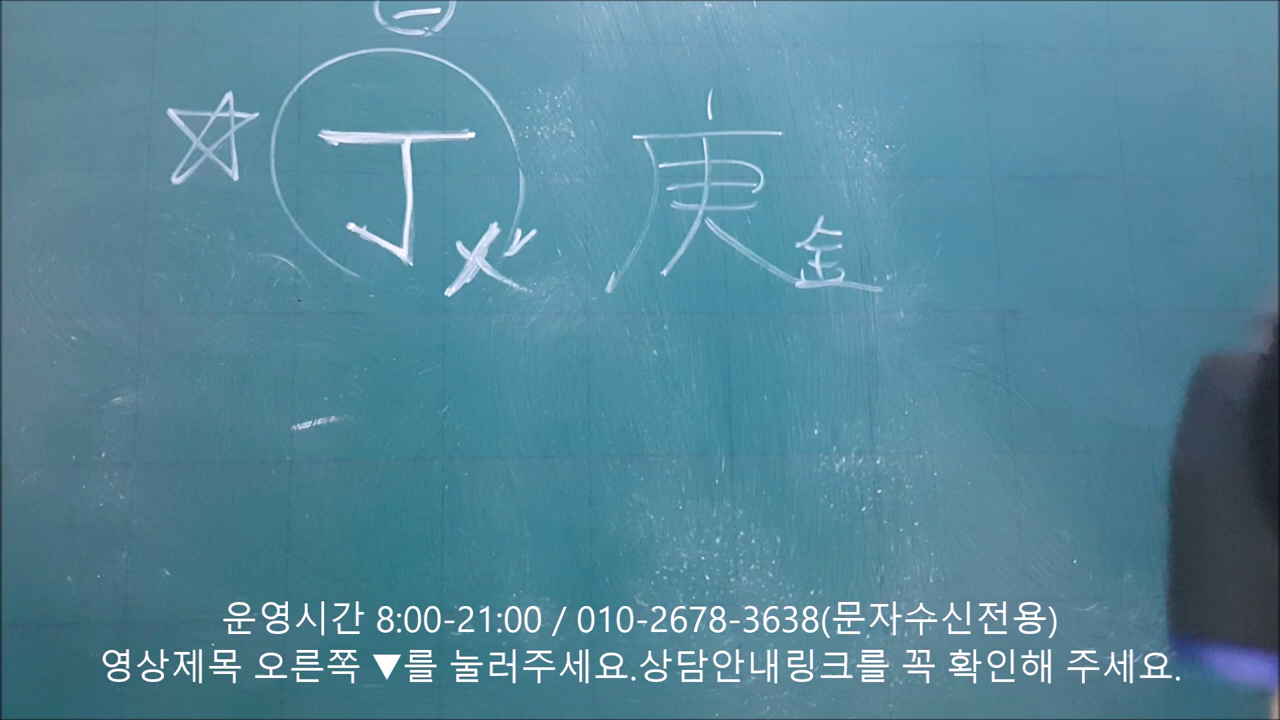 丁 庚
金
운영시간 8:00-21:00 / 010-2678-3638(문자수신전용)
영상제목 오른쪽 ▼를 눌러주세요.상담안내링크를 꼭 확인해 주세요.